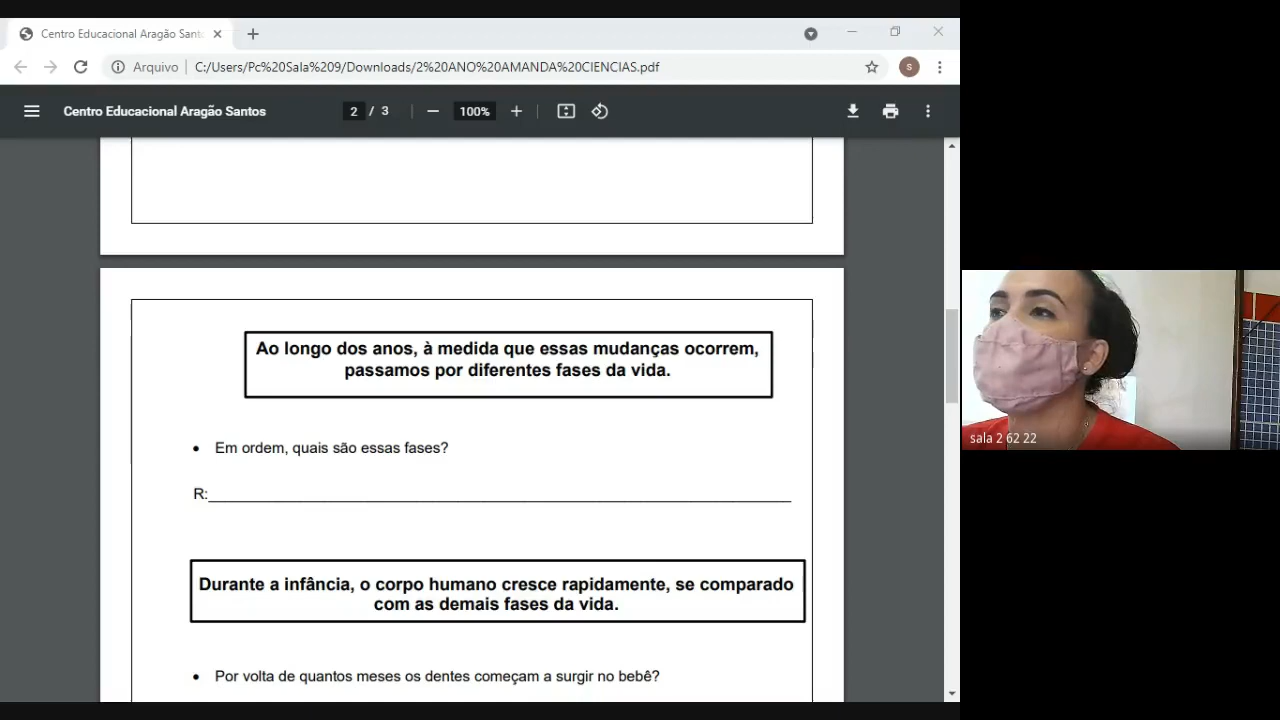 Centro Educacional Aragão Sant
Arquivo | C:/Users/Pc%20Sala%209/Downloads/2%20ANO%20AMANDA%20CIENCIAS.pdf
S
Centro Educacional Aragão Santos
2 / 3
100%
Ao longo dos anos, à medida que essas mudanças ocorrem,
passamos por diferentes fases da vida.
• Em ordem, quais são essas fases?
R:______________________________________________________________________
Durante a infância, o corpo humano cresce rapidamente, se comparado
com as demais fases da vida.
• Por volta de quantos meses os dentes começam a surgir no bebê?
sala 2 62 22